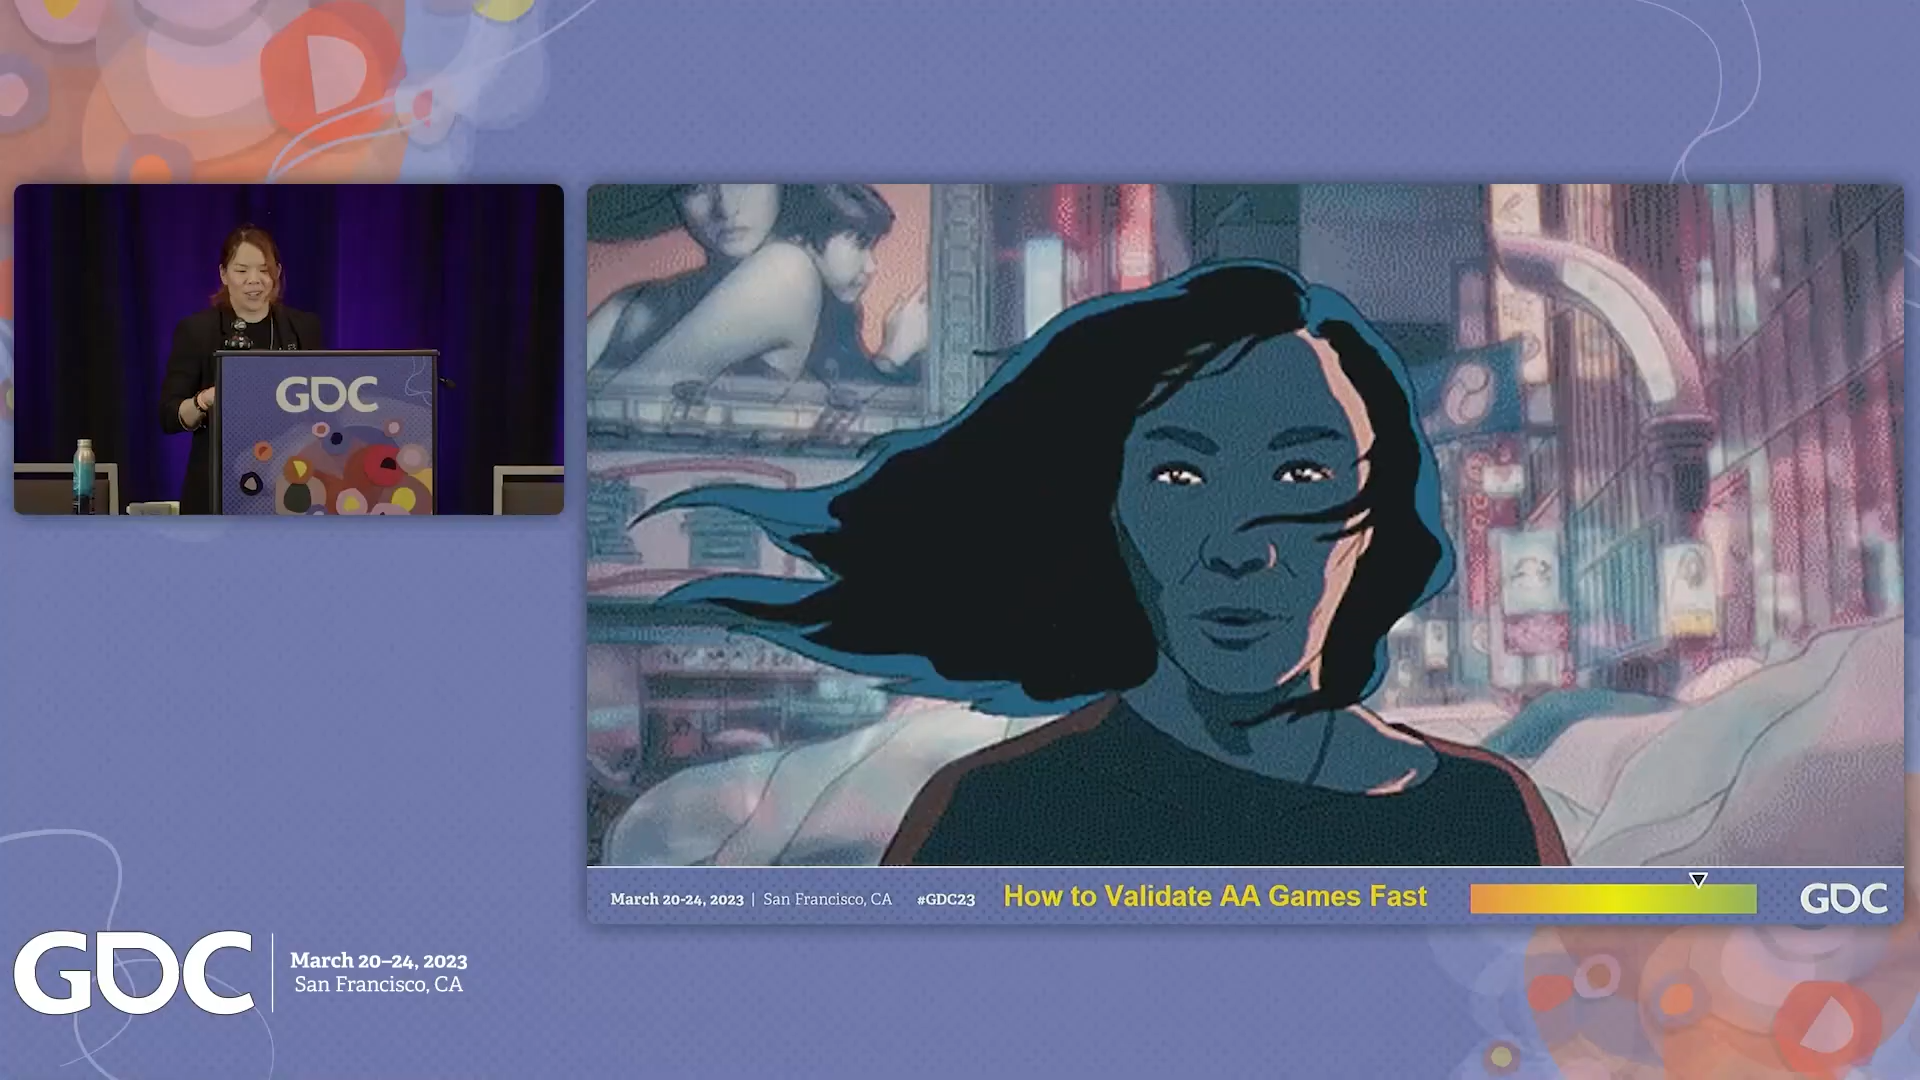 GDC
March 20-24, 2023 | San Francisco, CA #GDC23 How to Validate AA Games Fast GDC
GDC
March 20–24, 2023
San Francisco, CA